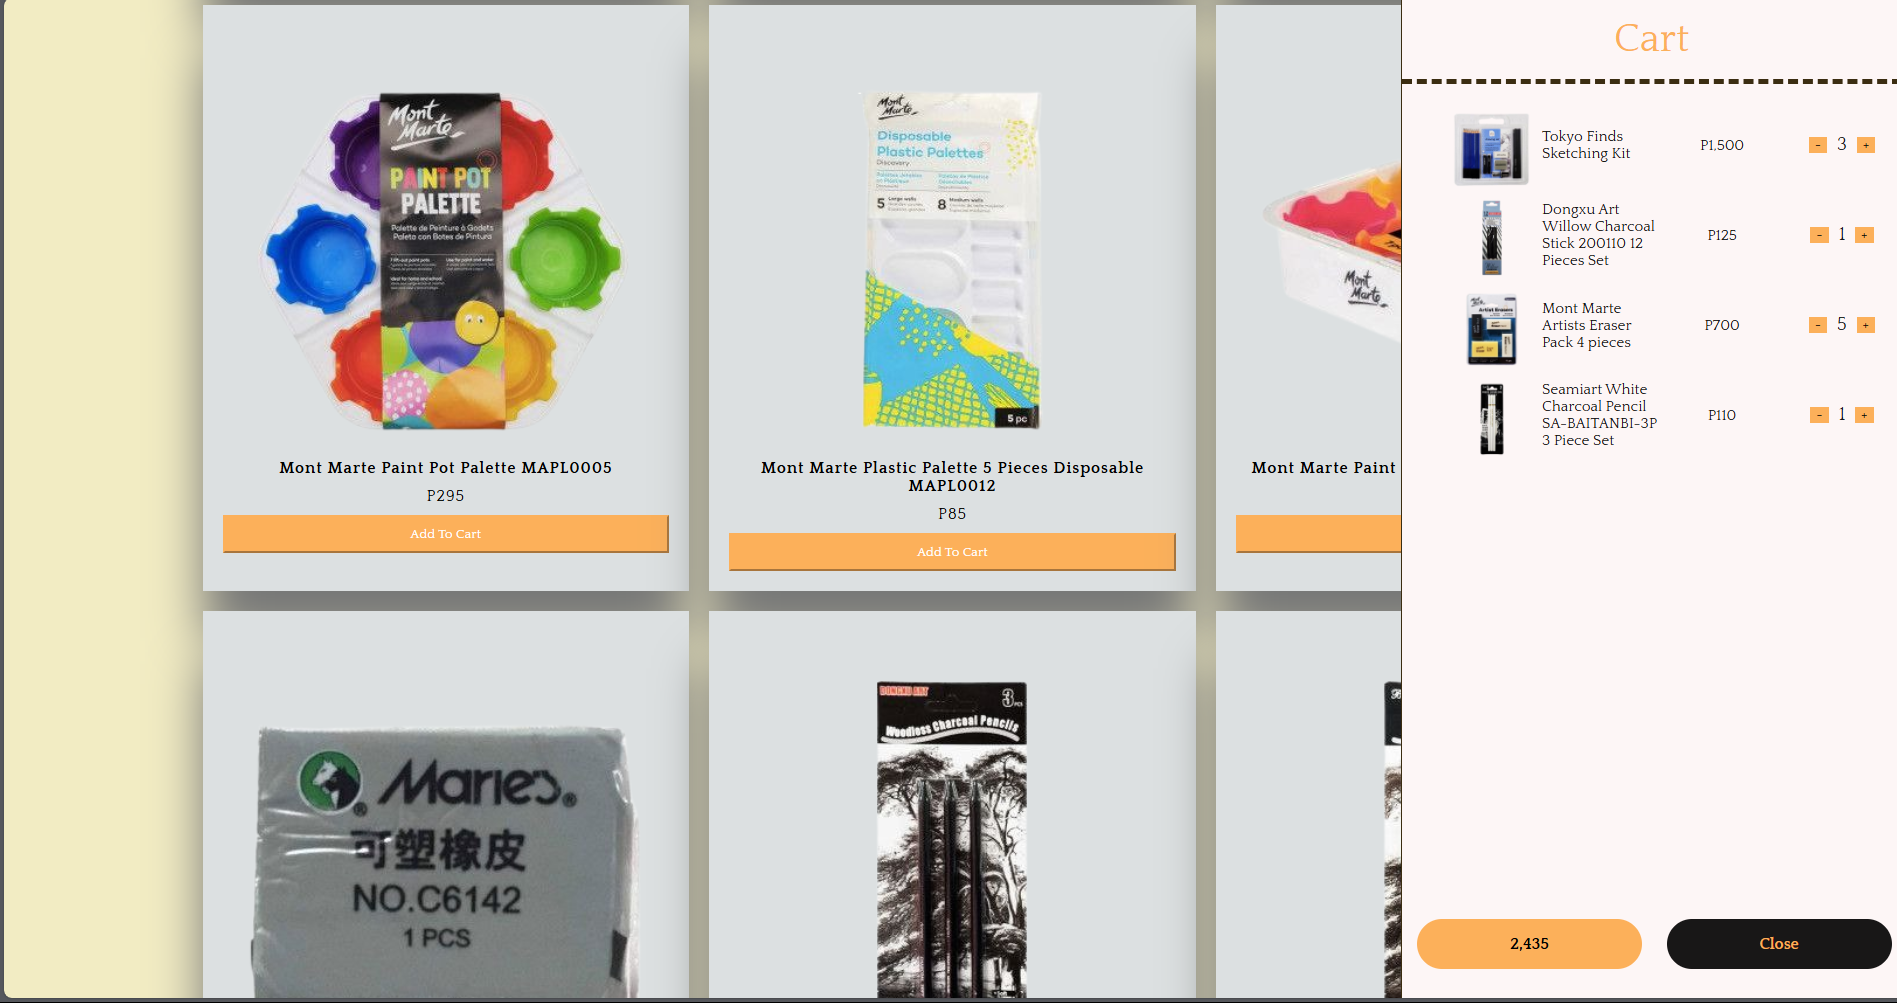 Mont
Marte
PAINT POT
PALETTE
Palette de Peinture à Godets
Paleta con Botes de Pintura
Mont Marte Paint Pot Palette MAPL0005
P295
Add To Cart
Mont
Marte
Disposable
Plastic Palettes
Discovery
5 Large wells
8 Medium wells
5 pc
Mont Marte Plastic Palette 5 Pieces Disposable
MAPL0012
P85
Add To Cart
Mont
Marte
Mont Marte Paint
Marie's
可塑橡皮
NO.C6142
1 PCS
DONGXU ART
3 PCS
Woodless Charcoal Pencils
Cart
Tokyo Finds
Sketching Kit
P1,500
- 3 +
Dongxu Art
Willow Charcoal
Stick 200110 12
Pieces Set
P125
- 1 +
Mont Marte
Artists Eraser
Pack 4 pieces
P700
- 5 +
Seamiart White
Charcoal Pencil
SA-BAITANBI-3P
3 Piece Set
P110
- 1 +
2,435
Close